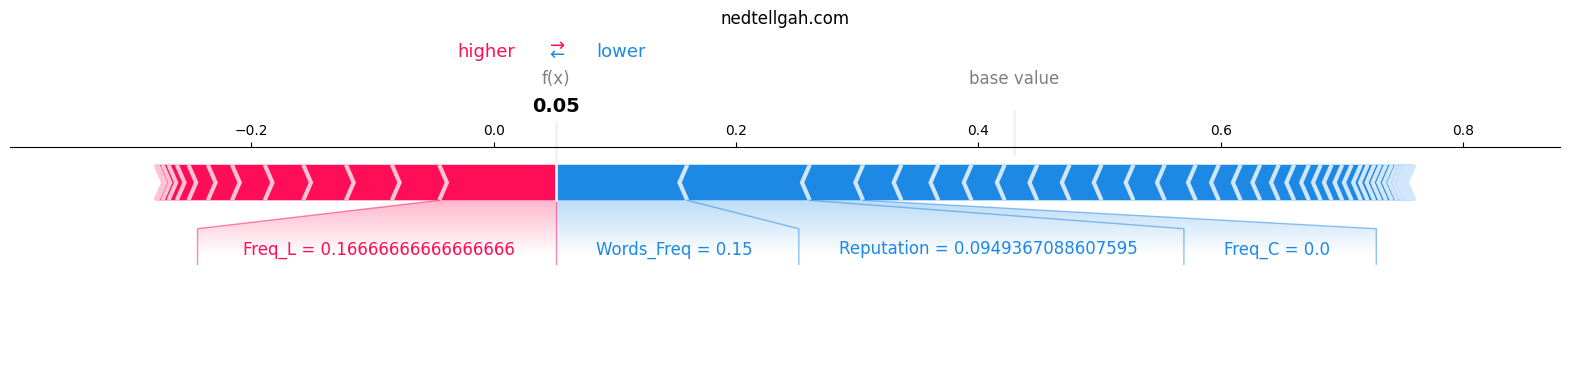 nedtellgah.com
higher ⇄ lower
f(x) base value
0.05
−0.2 0.0 0.2 0.4 0.6 0.8
Freq_L = 0.16666666666666666 Words_Freq = 0.15 Reputation = 0.0949367088607595 Freq_C = 0.0